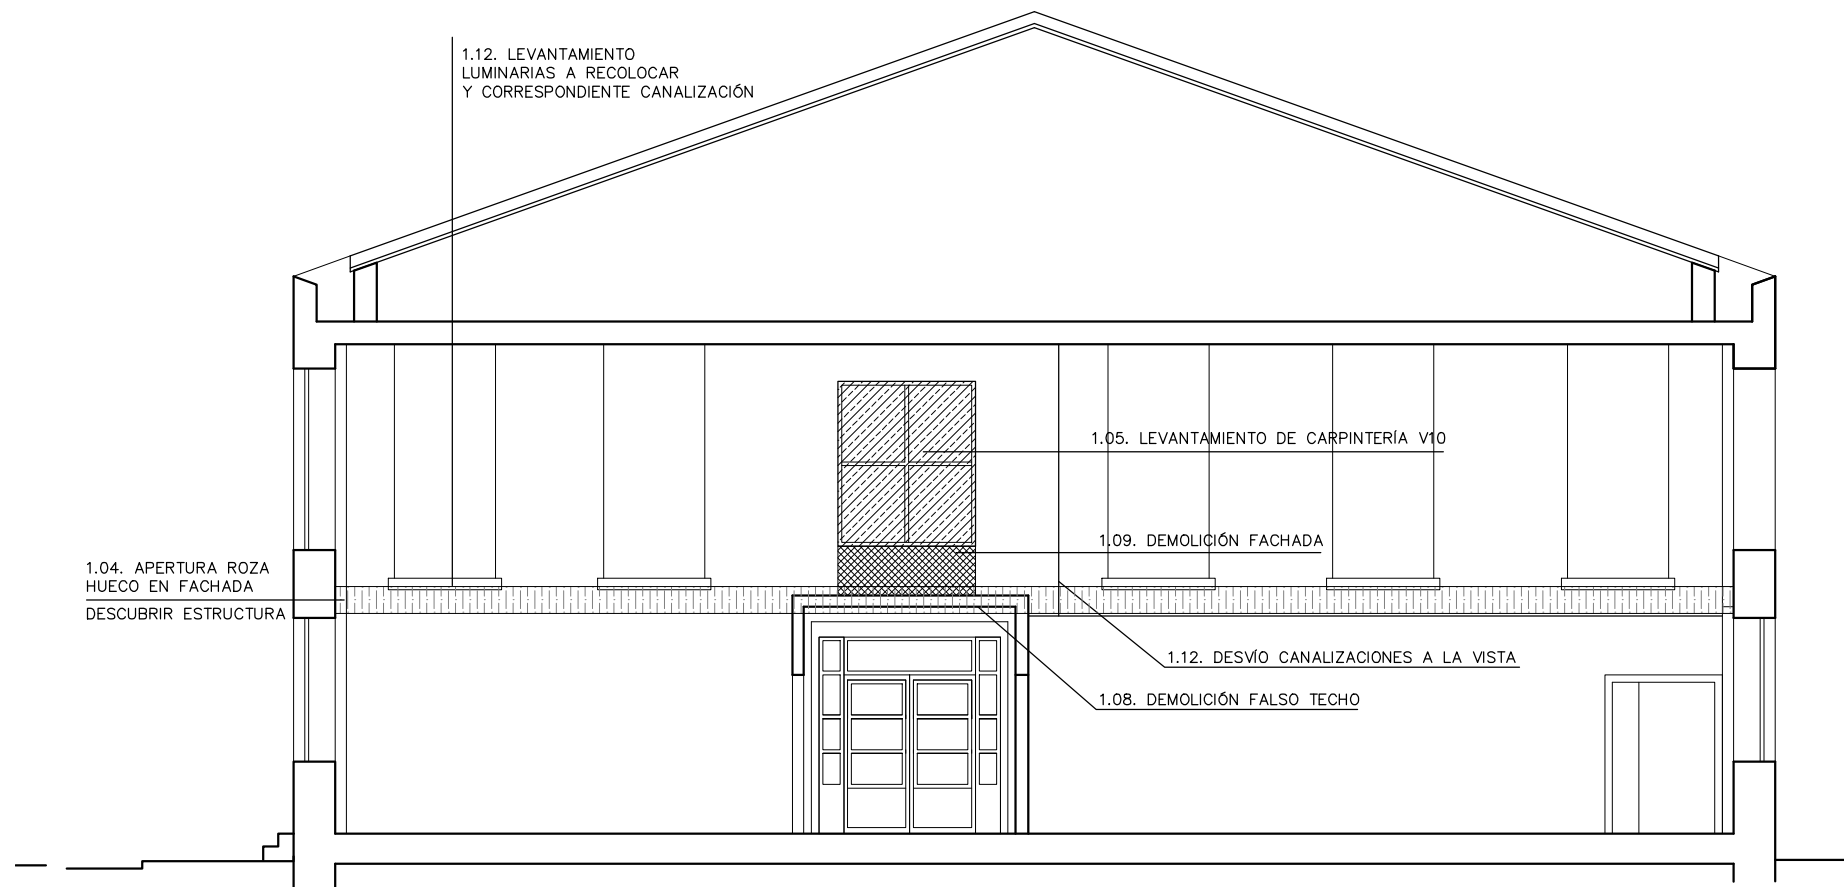 1.12. LEVANTAMIENTO
LUMINARIAS A RECOLOCAR
Y CORRESPONDIENTE CANALIZACIÓN
1.05. LEVANTAMIENTO DE CARPINTERÍA V10
1.09. DEMOLICIÓN FACHADA
1.04. APERTURA ROZA
HUECO EN FACHADA
DESCUBRIR ESTRUCTURA
1.12. DESVÍO CANALIZACIONES A LA VISTA
1.08. DEMOLICIÓN FALSO TECHO